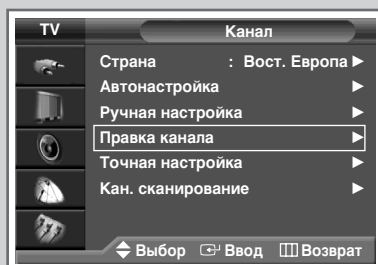 TV
Канал
Страна : Вост. Европа ►
Автонастройка ►
Ручная настройка ►
Правка канала ►
Точная настройка ►
Кан. сканирование ►
Выбор Ввод Возврат